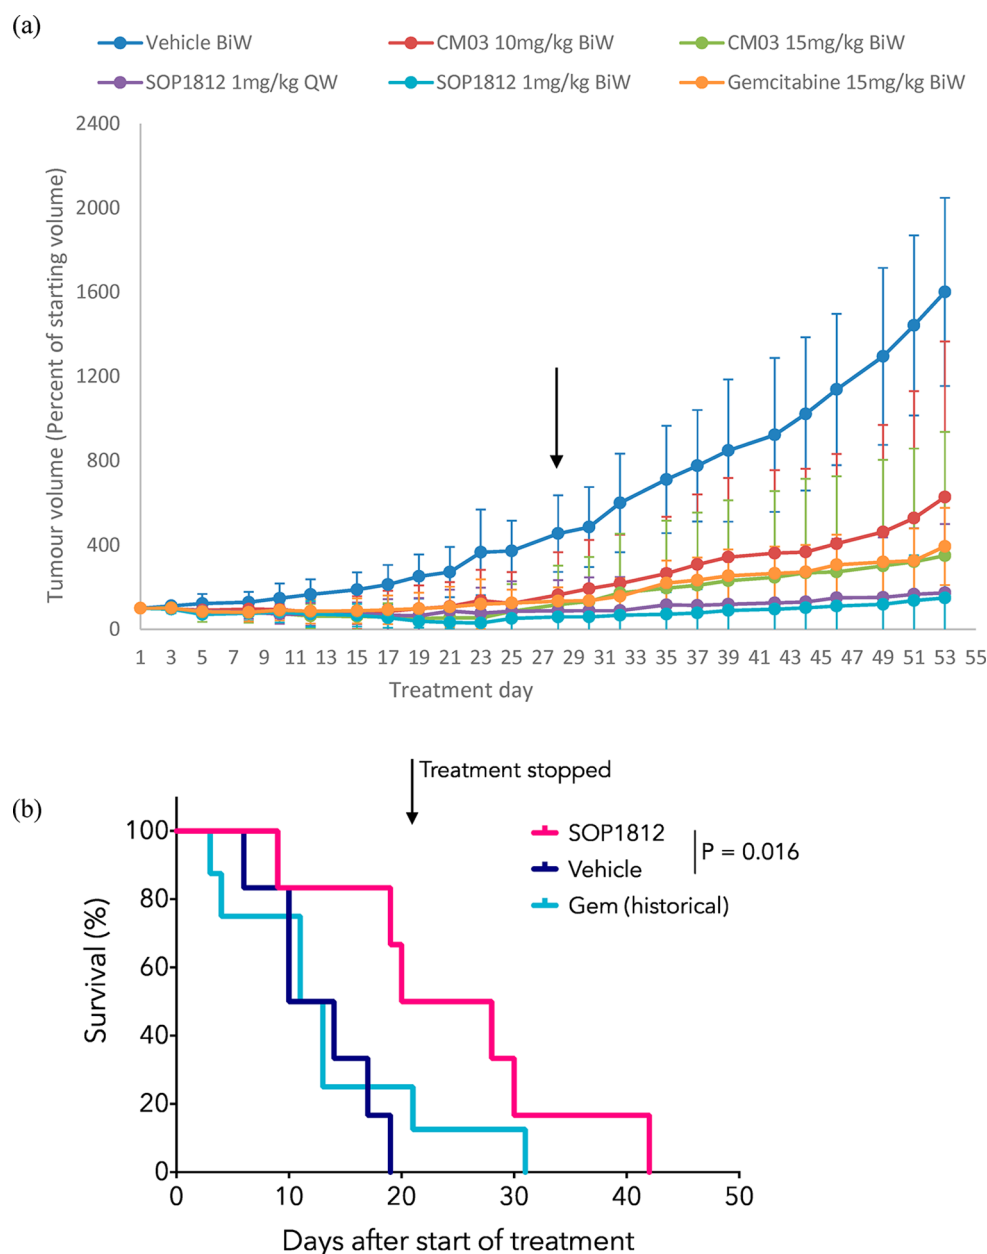 (a)
Vehicle BiW CM03 10mg/kg BiW CM03 15mg/kg BiW
SOP1812 1mg/kg QW SOP1812 1mg/kg BiW Gemcitabine 15mg/kg BiW
Tumour volume (Percent of starting volume)
2400
2000
1600
1200
800
400
0
1 3 5 7 9 11 13 15 17 19 21 23 25 27 29 31 33 35 37 39 41 43 45 47 49 51 53 55
Treatment day
(b)
Treatment stopped
SOP1812
Vehicle
Gem (historical)
P = 0.016
Survival (%)
100
80
60
40
20
0
0 10 20 30 40 50
Days after start of treatment